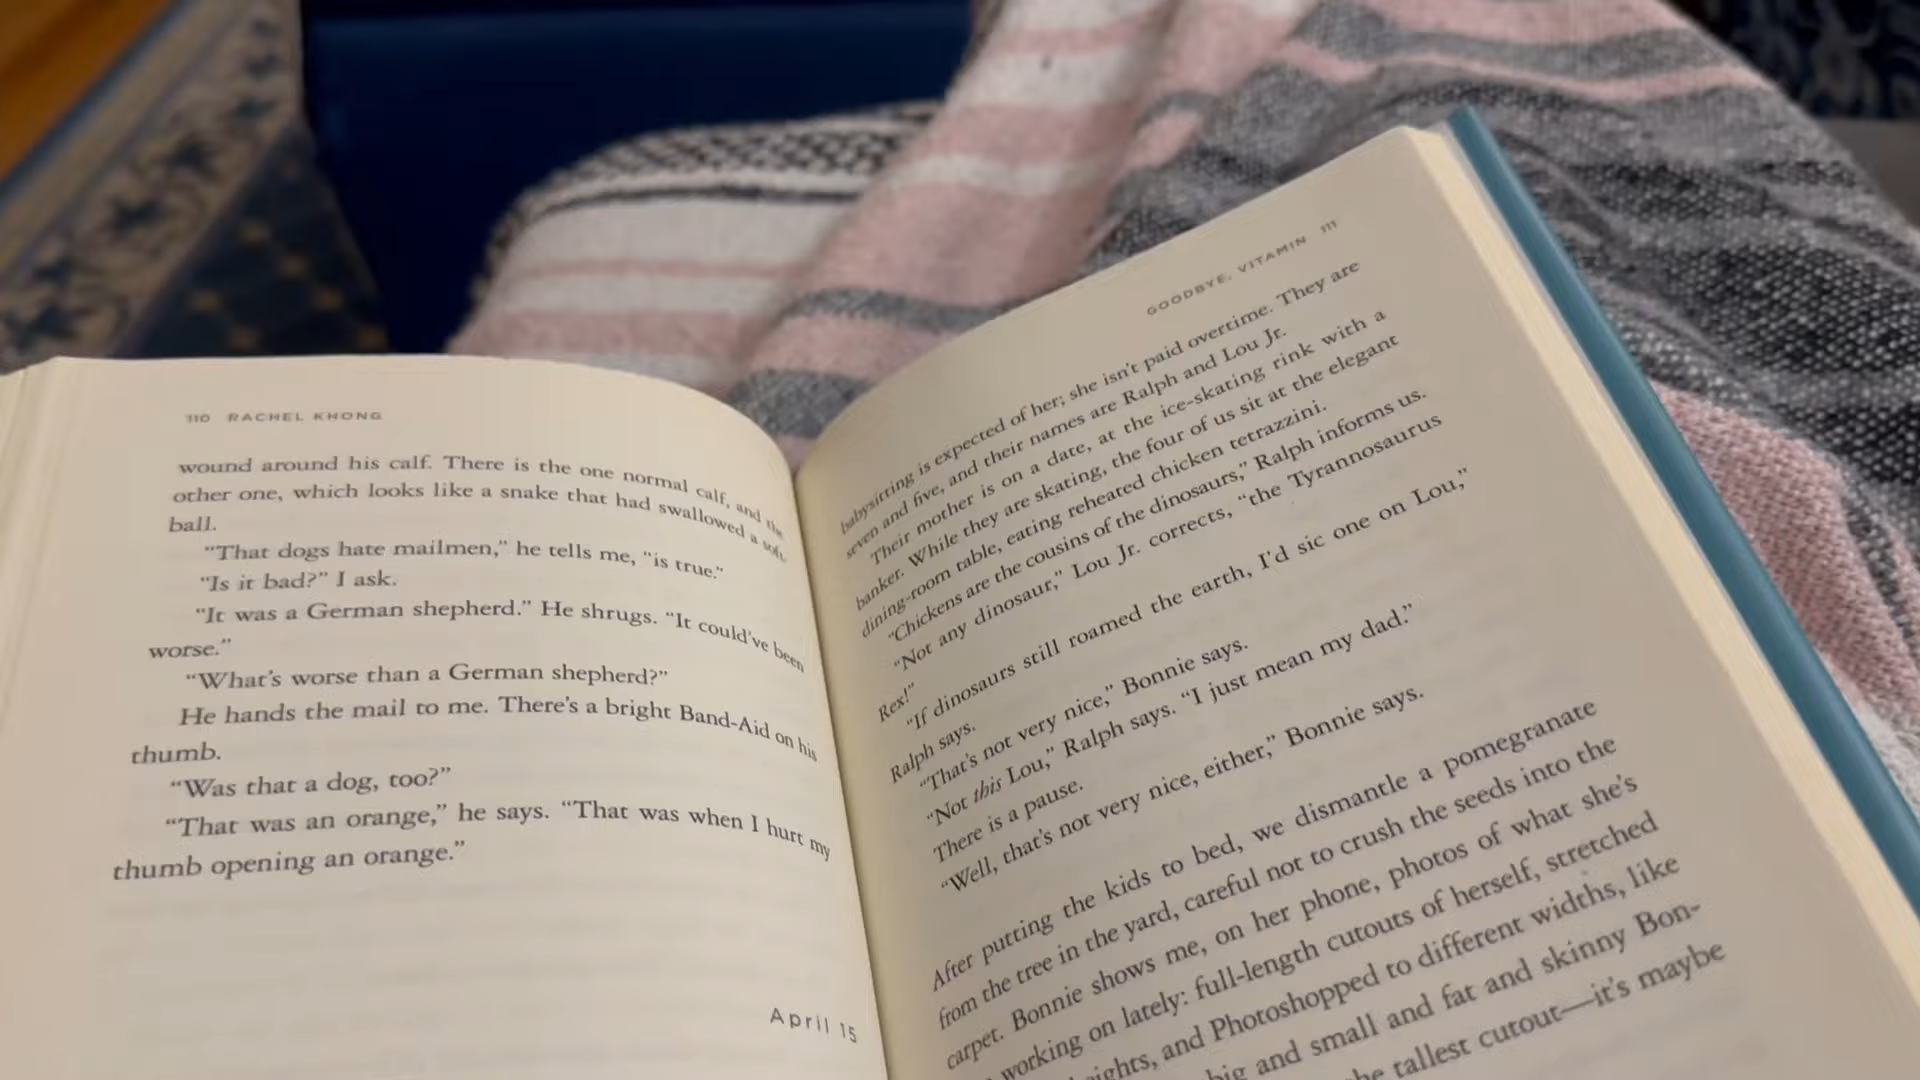 110 RACHEL KHONG
wound around his calf. There is the one normal calf, and the
other one, which looks like a snake that had swallowed a soft-
ball.
“That dogs hate mailmen,” he tells me, “is true.”
“Is it bad?” I ask.
“It was a German shepherd.” He shrugs. “It could’ve been
worse.”
“What’s worse than a German shepherd?”
He hands the mail to me. There’s a bright Band-Aid on his
thumb.
“Was that a dog, too?”
“That was an orange,” he says. “That was when I hurt my
thumb opening an orange.”
April 15
GOODBYE, VITAMIN 111
babysitting is expected of her; she isn’t paid overtime. They are
seven and five, and their names are Ralph and Lou Jr.
Their mother is on a date, at the ice-skating rink with a
banker. While they are skating, the four of us sit at the elegant
dining-room table, eating reheated chicken tetrazzini.
“Chickens are the cousins of the dinosaurs,” Ralph informs us.
“Not any dinosaur,” Lou Jr. corrects, “the Tyrannosaurus
Rex!”
“If dinosaurs still roamed the earth, I’d sic one on Lou,”
Ralph says.
“That’s not very nice,” Bonnie says.
“Not this Lou,” Ralph says. “I just mean my dad.”
There is a pause.
“Well, that’s not very nice, either,” Bonnie says.
After putting the kids to bed, we dismantle a pomegranate
from the tree in the yard, careful not to crush the seeds into the
carpet. Bonnie shows me, on her phone, photos of what she’s
working on lately: full-length cutouts of herself, stretched
and Photoshopped to different widths, like
big and small and fat and skinny Bon-
tallest cutout—it’s maybe